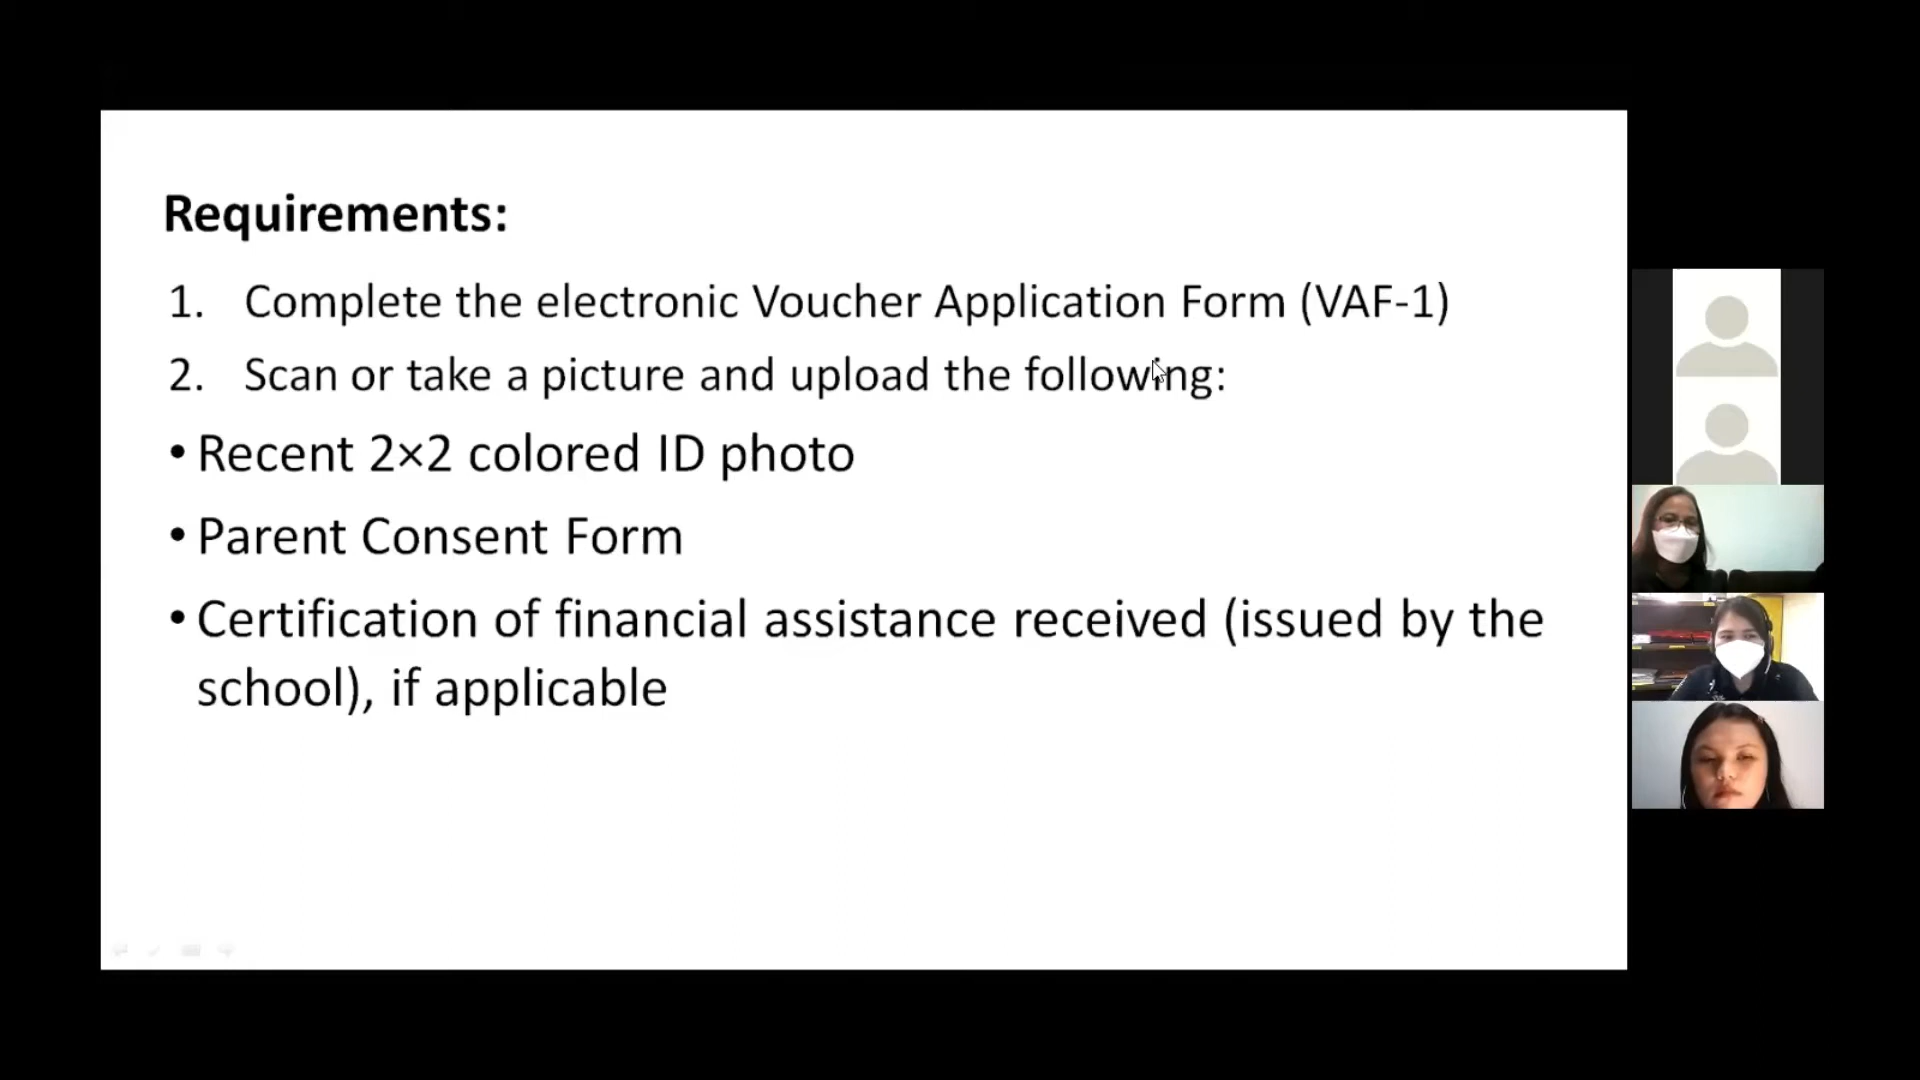 Requirements:
1. Complete the electronic Voucher Application Form (VAF-1)
2. Scan or take a picture and upload the following:
• Recent 2×2 colored ID photo
• Parent Consent Form
• Certification of financial assistance received (issued by the
school), if applicable